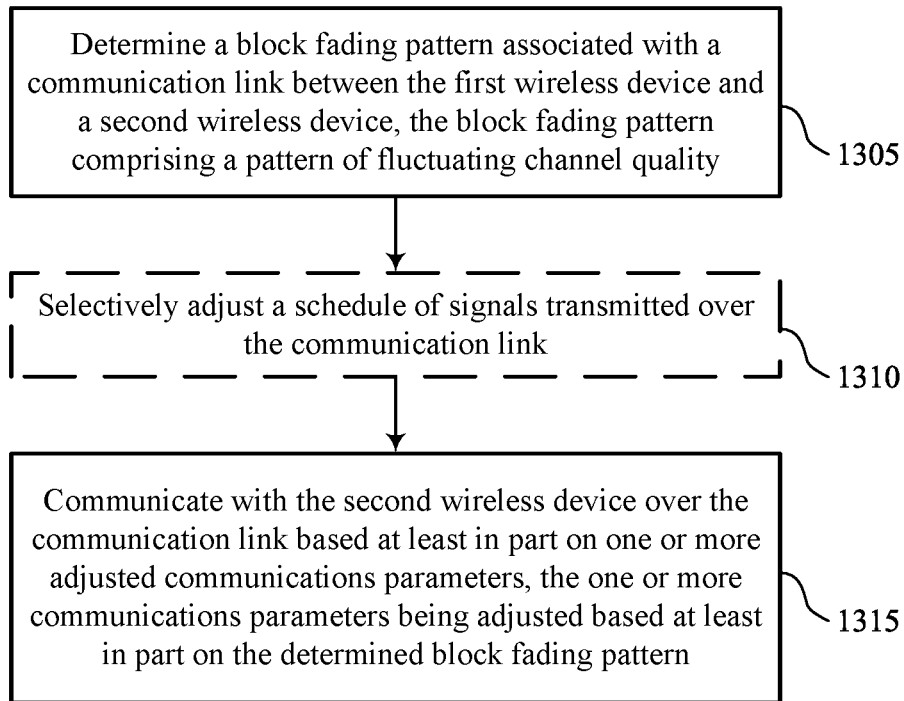 Determine a block fading pattern associated with a
communication link between the first wireless device and
a second wireless device, the block fading pattern
comprising a pattern of fluctuating channel quality
1305
Selectively adjust a schedule of signals transmitted over
the communication link
1310
Communicate with the second wireless device over the
communication link based at least in part on one or more
adjusted communications parameters, the one or more
communications parameters being adjusted based at least
in part on the determined block fading pattern
1315